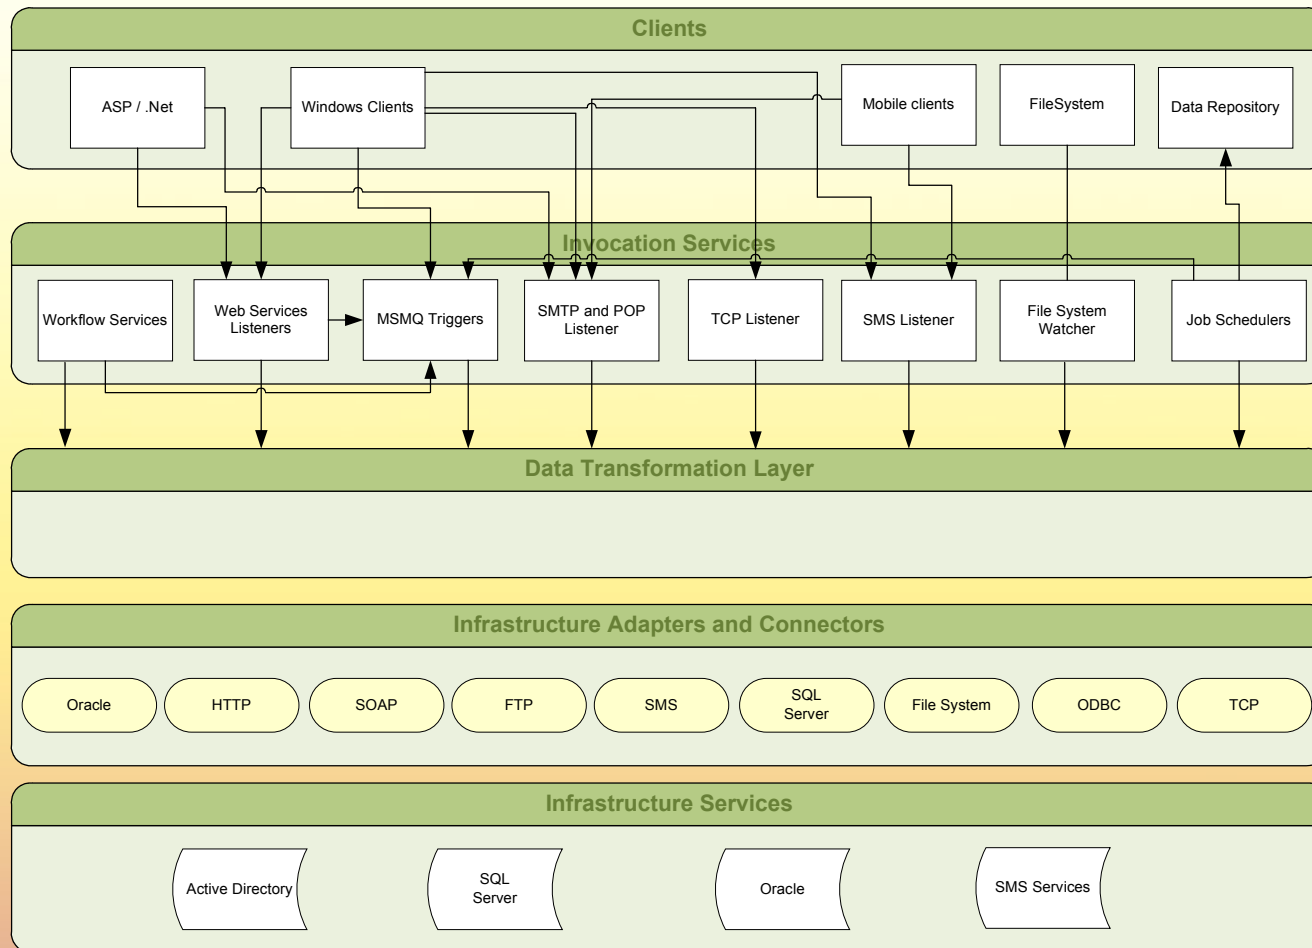 Clients
ASP / .Net
Windows Clients
Mobile clients
FileSystem
Data Repository
Invocation Services
Workflow Services
Web Services
Listeners
MSMQ Triggers
SMTP and POP
Listener
TCP Listener
SMS Listener
File System
Watcher
Job Schedulers
Data Transformation Layer
Infrastructure Adapters and Connectors
Oracle
HTTP
SOAP
FTP
SMS
SQL
Server
File System
ODBC
TCP
Infrastructure Services
Active Directory
SQL
Server
Oracle
SMS Services